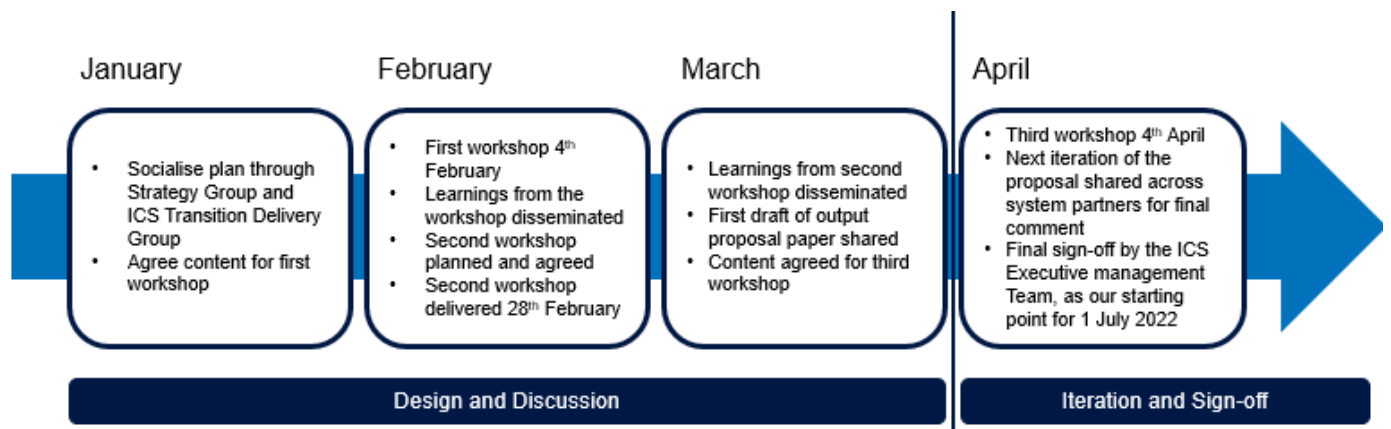 January
• Socialise plan through
Strategy Group and
ICS Transition Delivery
Group
• Agree content for first
workshop
February
• First workshop 4th
February
• Learnings from the
workshop disseminated
• Second workshop
planned and agreed
• Second workshop
delivered 28th February
March
• Learnings from second
workshop disseminated
• First draft of output
proposal paper shared
• Content agreed for third
workshop
April
• Third workshop 4th April
• Next iteration of the
proposal shared across
system partners for final
comment
• Final sign-off by the ICS
Executive management
Team, as our starting
point for 1 July 2022
Design and Discussion
Iteration and Sign-off